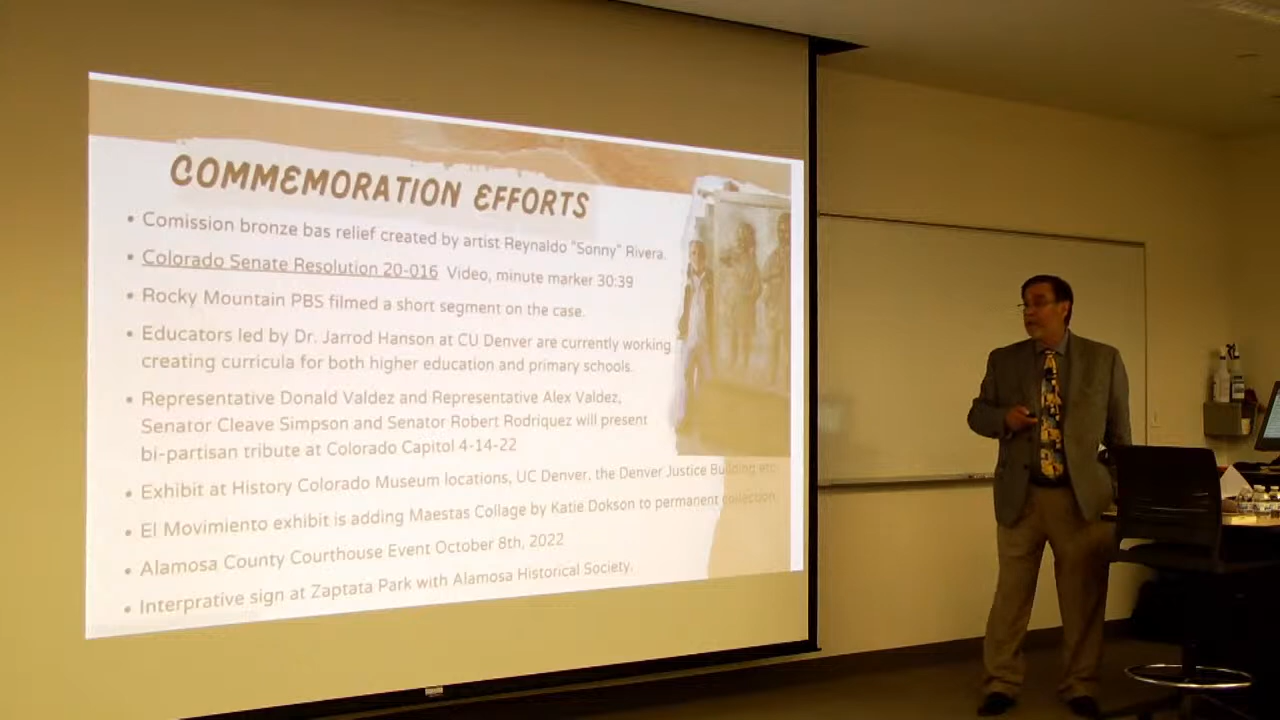 COMMEMORATION EFFORTS
• Comission bronze bas relief created by artist Reynaldo "Sonny" Rivera.
• Colorado Senate Resolution 20-016 Video, minute marker 30:39
• Rocky Mountain PBS filmed a short segment on the case.
• Educators led by Dr. Jarrod Hanson at CU Denver are currently working
creating curricula for both higher education and primary schools.
• Representative Donald Valdez and Representative Alex Valdez,
Senator Cleave Simpson and Senator Robert Rodriquez will present
bi-partisan tribute at Colorado Capitol 4-14-22
• Exhibit at History Colorado Museum locations, UC Denver, the Denver Justice Building etc.
• El Movimiento exhibit is adding Maestas Collage by Katie Dokson to permanent collection.
• Alamosa County Courthouse Event October 8th, 2022
• Interprative sign at Zaptata Park with Alamosa Historical Society.